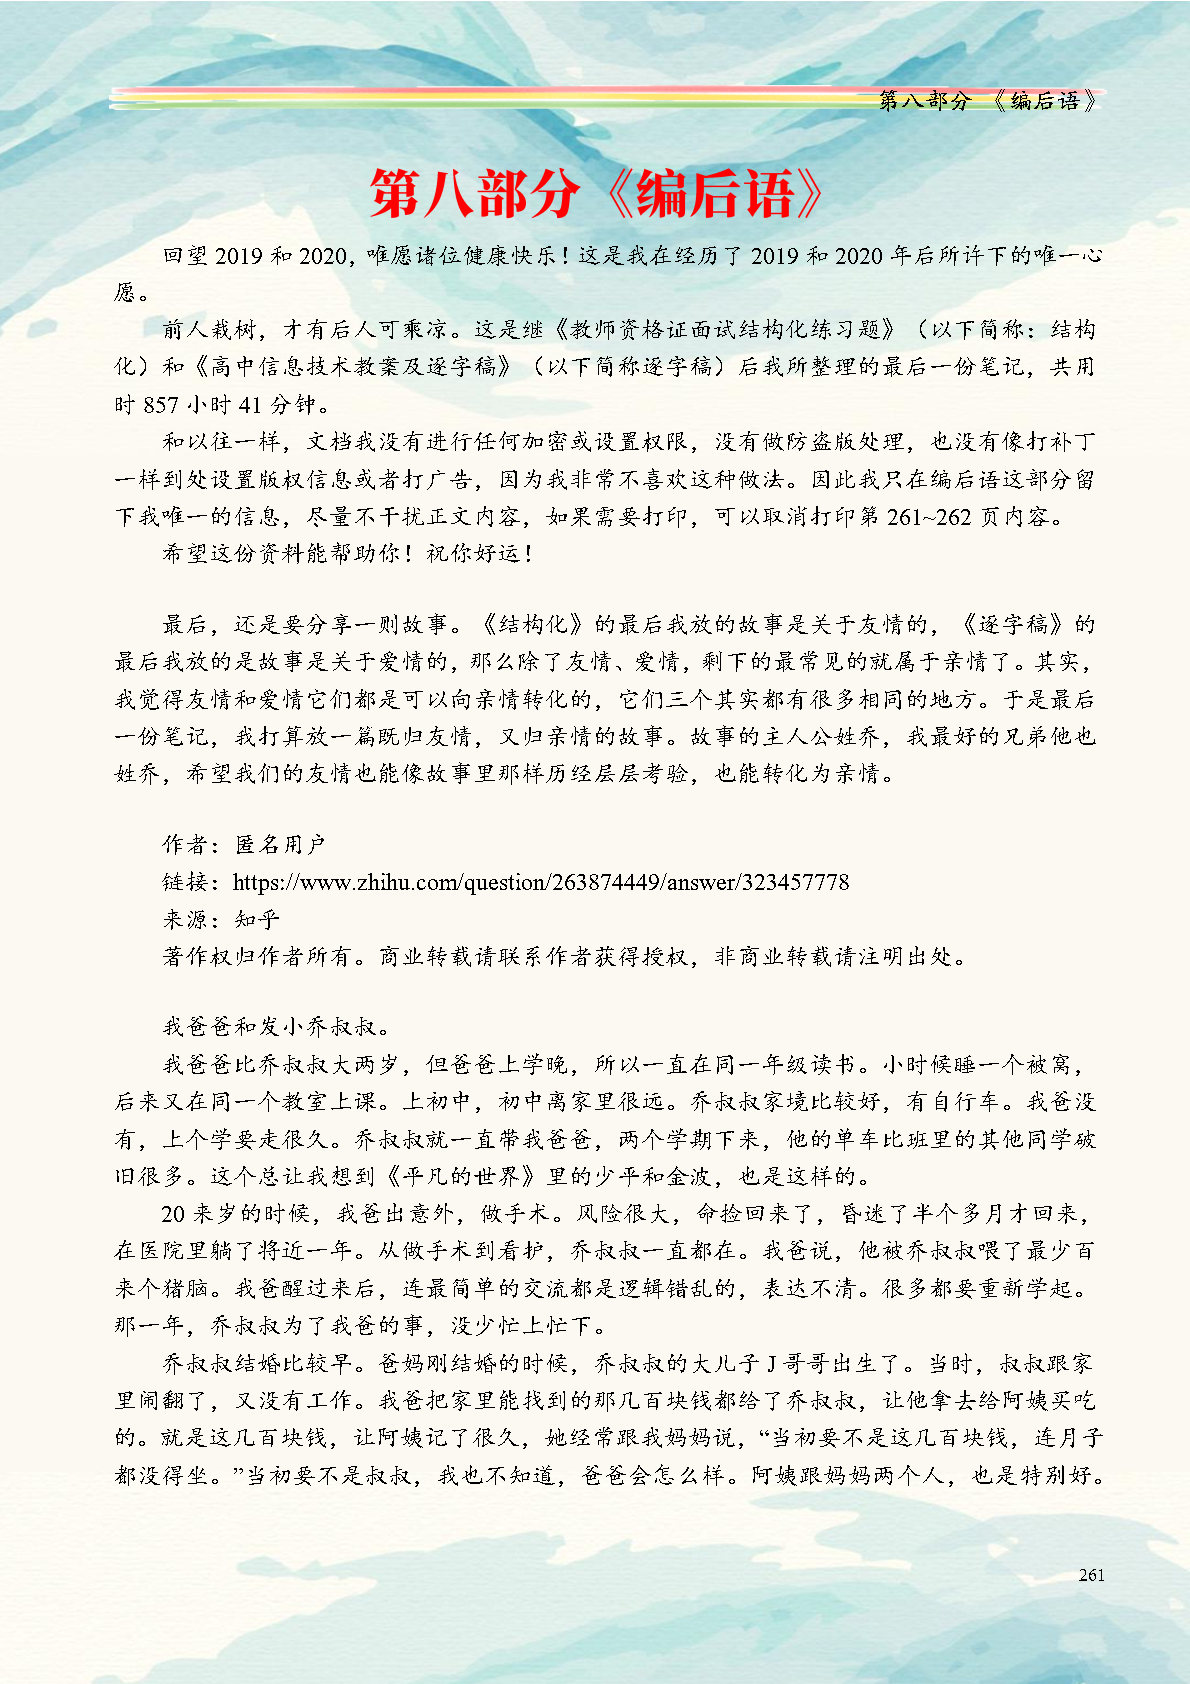 第八部分 《编后语》
第八部分《编后语》
回望 2019 和 2020，唯愿诸位健康快乐！这是我在经历了 2019 和 2020 年后所许下的唯一心
愿。
前人栽树，才有后人可乘凉。这是继《教师资格证面试结构化练习题》（以下简称：结构
化）和《高中信息技术教案及逐字稿》（以下简称逐字稿）后我所整理的最后一份笔记，共用
时 857 小时 41 分钟。
和以往一样，文档我没有进行任何加密或设置权限，没有做防盗版处理，也没有像打补丁
一样到处设置版权信息或者打广告，因为我非常不喜欢这种做法。因此我只在编后语这部分留
下我唯一的信息，尽量不干扰正文内容，如果需要打印，可以取消打印第 261~262 页内容。
希望这份资料能帮助你！祝你好运！
最后，还是要分享一则故事。《结构化》的最后我放的故事是关于友情的，《逐字稿》的
最后我放的是故事是关于爱情的，那么除了友情、爱情，剩下的最常见的就属于亲情了。其实，
我觉得友情和爱情它们都是可以向亲情转化的，它们三个其实都有很多相同的地方。于是最后
一份笔记，我打算放一篇既归友情，又归亲情的故事。故事的主人公姓乔，我最好的兄弟他也
姓乔，希望我们的友情也能像故事里那样历经层层考验，也能转化为亲情。
作者：匿名用户
链接：https://www.zhihu.com/question/263874449/answer/323457778
来源：知乎
著作权归作者所有。商业转载请联系作者获得授权，非商业转载请注明出处。
我爸爸和发小乔叔叔。
我爸爸比乔叔叔大两岁，但爸爸上学晚，所以一直在同一年级读书。小时候睡一个被窝，
后来又在同一个教室上课。上初中，初中离家里很远。乔叔叔家境比较好，有自行车。我爸没
有，上个学要走很久。乔叔叔就一直带我爸爸，两个学期下来，他的单车比班里的其他同学破
旧很多。这个总让我想到《平凡的世界》里的少平和金波，也是这样的。
20 来岁的时候，我爸出意外，做手术。风险很大，命捡回来了，昏迷了半个多月才回来，
在医院里躺了将近一年。从做手术到看护，乔叔叔一直都在。我爸说，他被乔叔叔喂了最少百
来个猪脑。我爸醒过来后，连最简单的交流都是逻辑错乱的，表达不清。很多都要重新学起。
那一年，乔叔叔为了我爸的事，没少忙上忙下。
乔叔叔结婚比较早。爸妈刚结婚的时候，乔叔叔的大儿子 J 哥哥出生了。当时，叔叔跟家
里闹翻了，又没有工作。我爸把家里能找到的那几百块钱都给了乔叔叔，让他拿去给阿姨买吃
的。就是这几百块钱，让阿姨记了很久，她经常跟我妈妈说，“当初要不是这几百块钱，连月子
都没得坐。”当初要不是叔叔，我也不知道，爸爸会怎么样。阿姨跟妈妈两个人，也是特别好。
261